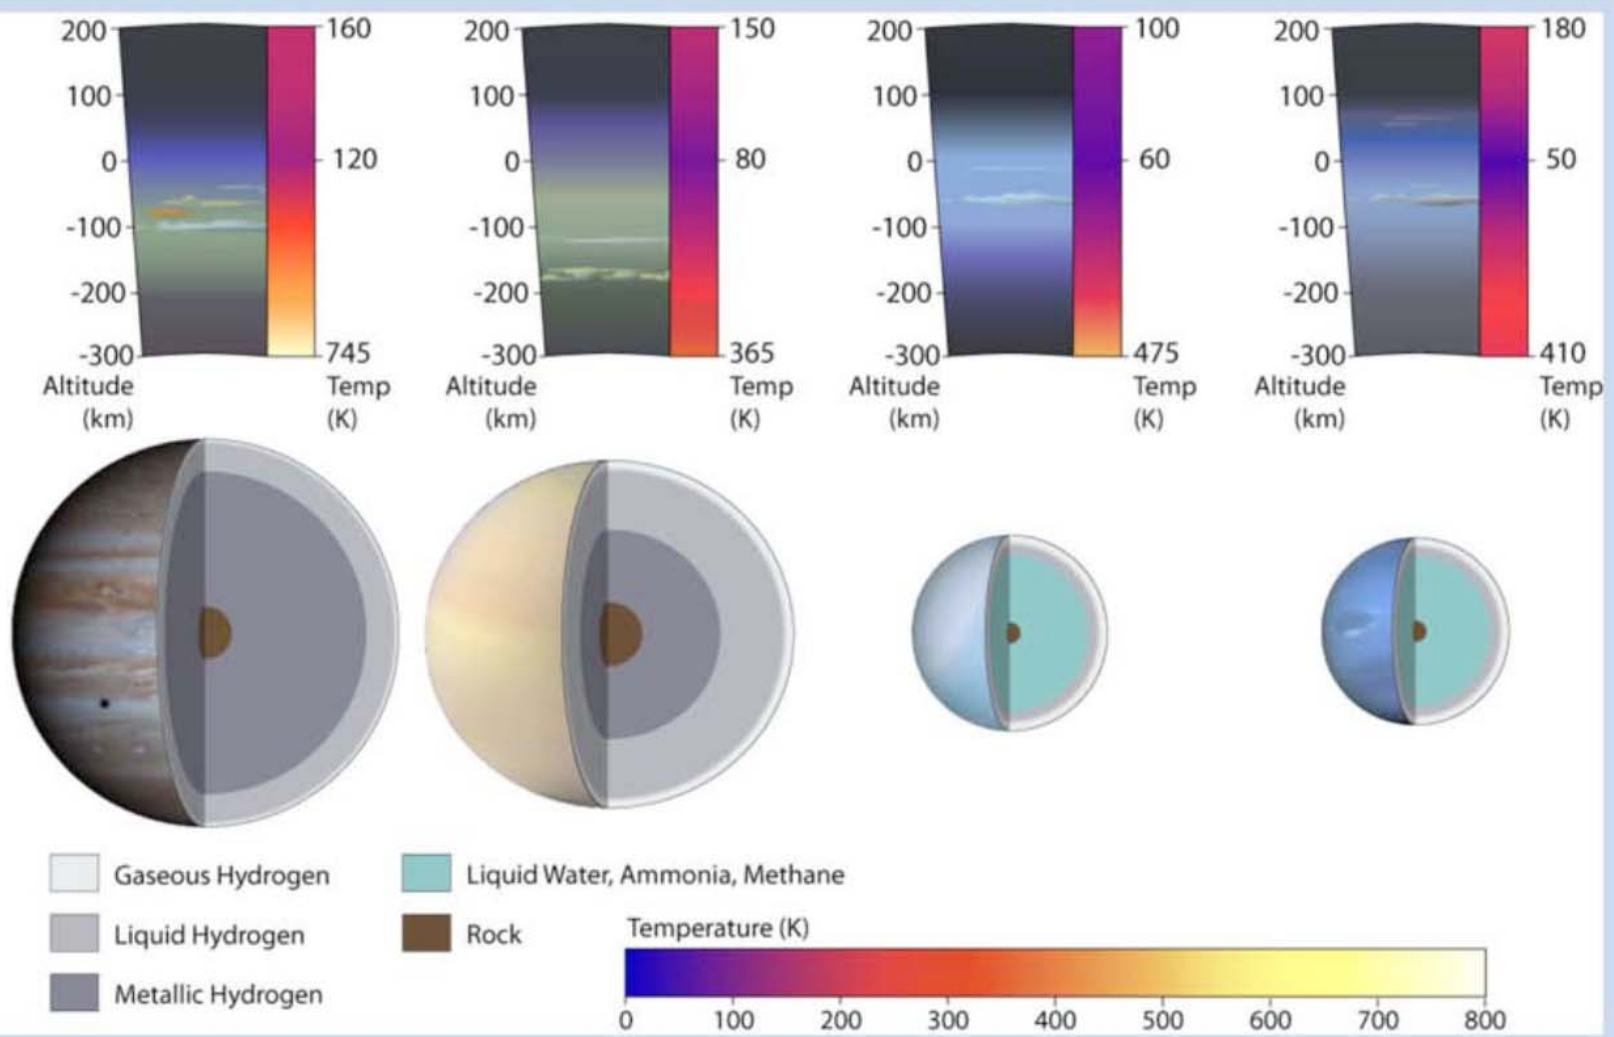 200 160 200 150 200 100 200 180
100 100 100 100
0 120 0 80 0 60 0 50
-100 -100 -100 -100
-200 -200 -200 -200
-300 745 -300 365 -300 475 -300 410
Altitude Temp Altitude Temp Altitude Temp Altitude Temp
(km) (K) (km) (K) (km) (K) (km) (K)
Gaseous Hydrogen Liquid Water, Ammonia, Methane
Liquid Hydrogen Rock Temperature (K)
Metallic Hydrogen
0 100 200 300 400 500 600 700 800